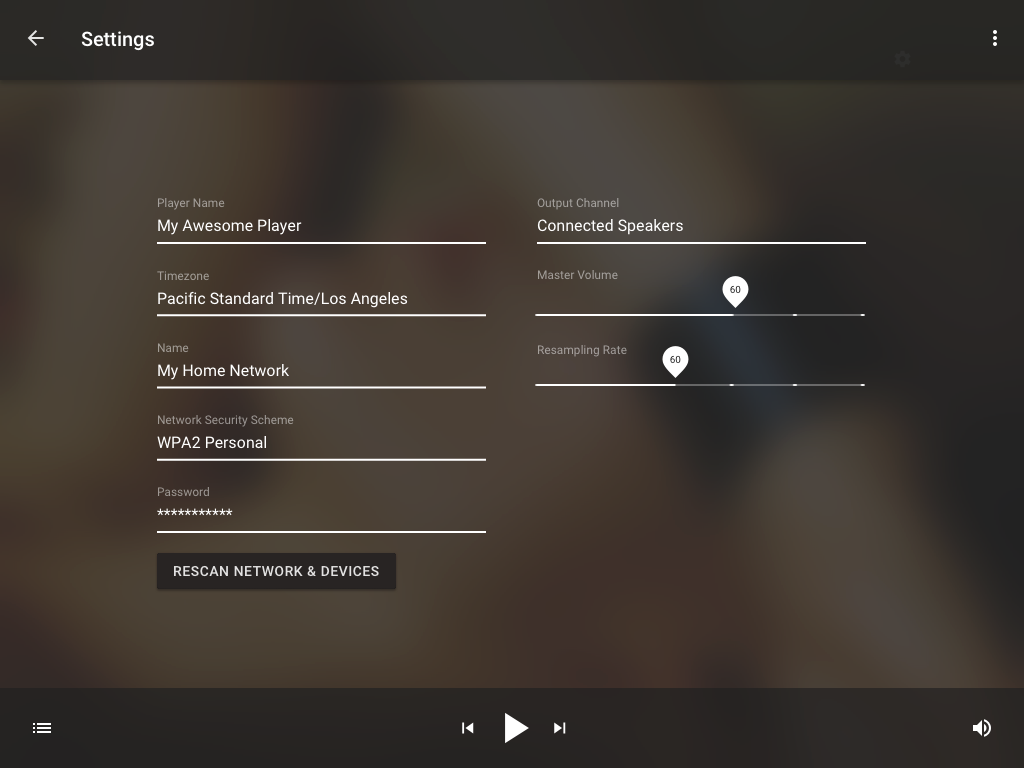 Settings
Player Name
My Awesome Player
Timezone
Pacific Standard Time/Los Angeles
Name
My Home Network
Network Security Scheme
WPA2 Personal
Password
***********
RESCAN NETWORK & DEVICES
Output Channel
Connected Speakers
Master Volume
60
Resampling Rate
60